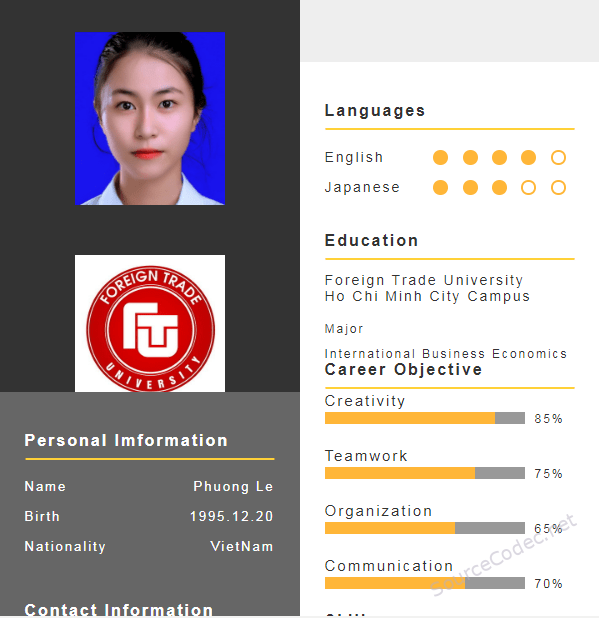 FOREIGN TRADE
FTU
UNIVERSITY
Personal Imformation
Name Phuong Le
Birth 1995.12.20
Nationality VietNam
Contact Information
Languages
English
Japanese
Education
Foreign Trade University
Ho Chi Minh City Campus
Major
International Business Economics
Career Objective
Creativity
85%
Teamwork
75%
Organization
65%
Communication
70%
SourceCodec.net